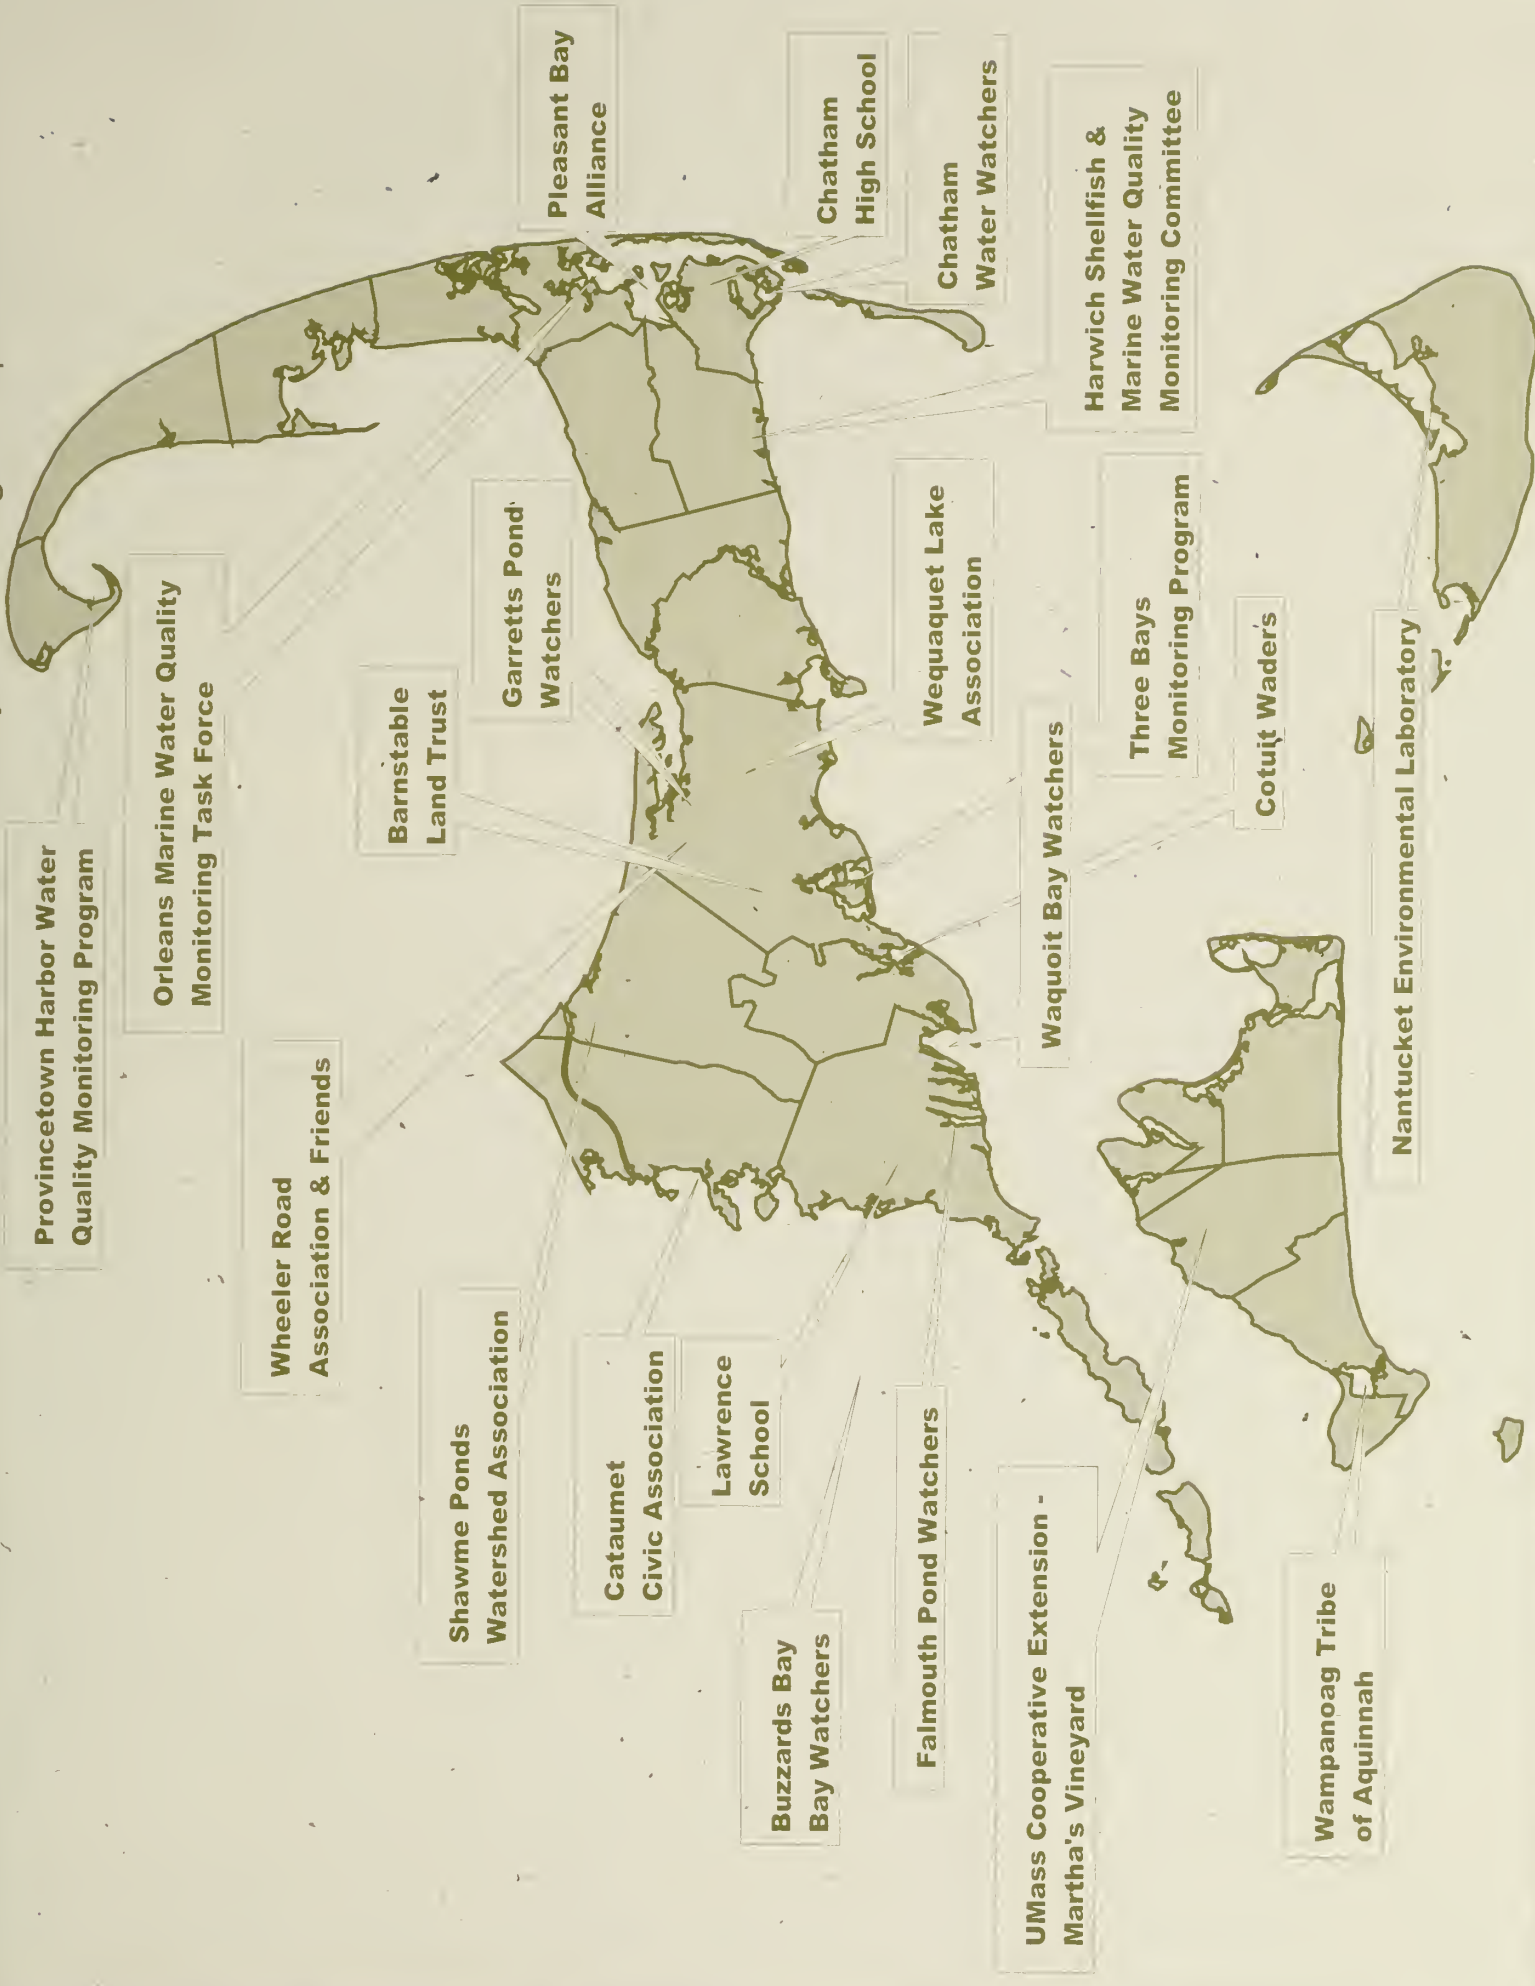 Provincetown Harbor Water
Quality Monitoring Program
Orleans Marine Water Quality
Monitoring Task Force
Wheeler Road
Association & Friends
Barnstable
Land Trust
Garretts Pond
Watchers
Pleasant Bay
Alliance
Shawme Ponds
Watershed Association
Cataumet
Civic Association
Lawrence
School
Buzzards Bay
Bay Watchers
Falmouth Pond Watchers
UMass Cooperative Extension -
Martha's Vineyard
Wampanoag Tribe
of Aquinnah
Chatham
High School
Chatham
Water Watchers
Harwich Shellfish &
Marine Water Quality
Monitoring Committee
Wequaquet Lake
Association
Three Bays
Monitoring Program
Waquoit Bay Watchers
Cotuit Waders
Nantucket Environmental Laboratory